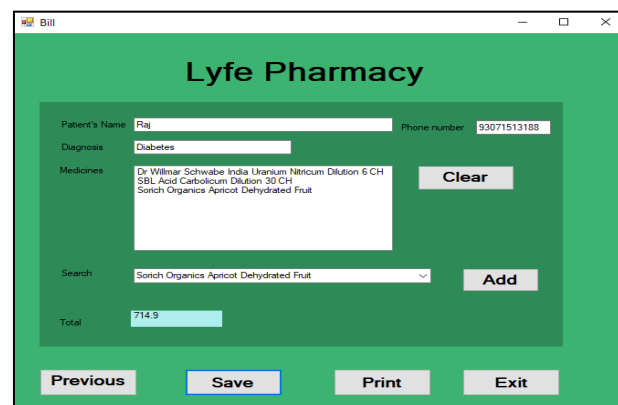 Bill
Lyfe Pharmacy
Patient's Name Raj Phone number 93071513188
Diagnosis Diabetes
Medicines Dr Willmar Schwabe India Uranium Nitricum Dilution 6 CH
SBL Acid Carbolicum Dilution 30 CH
Sorich Organics Apricot Dehydrated Fruit
Clear
Search Sorich Organics Apricot Dehydrated Fruit Add
Total 714.9
Previous Save Print Exit